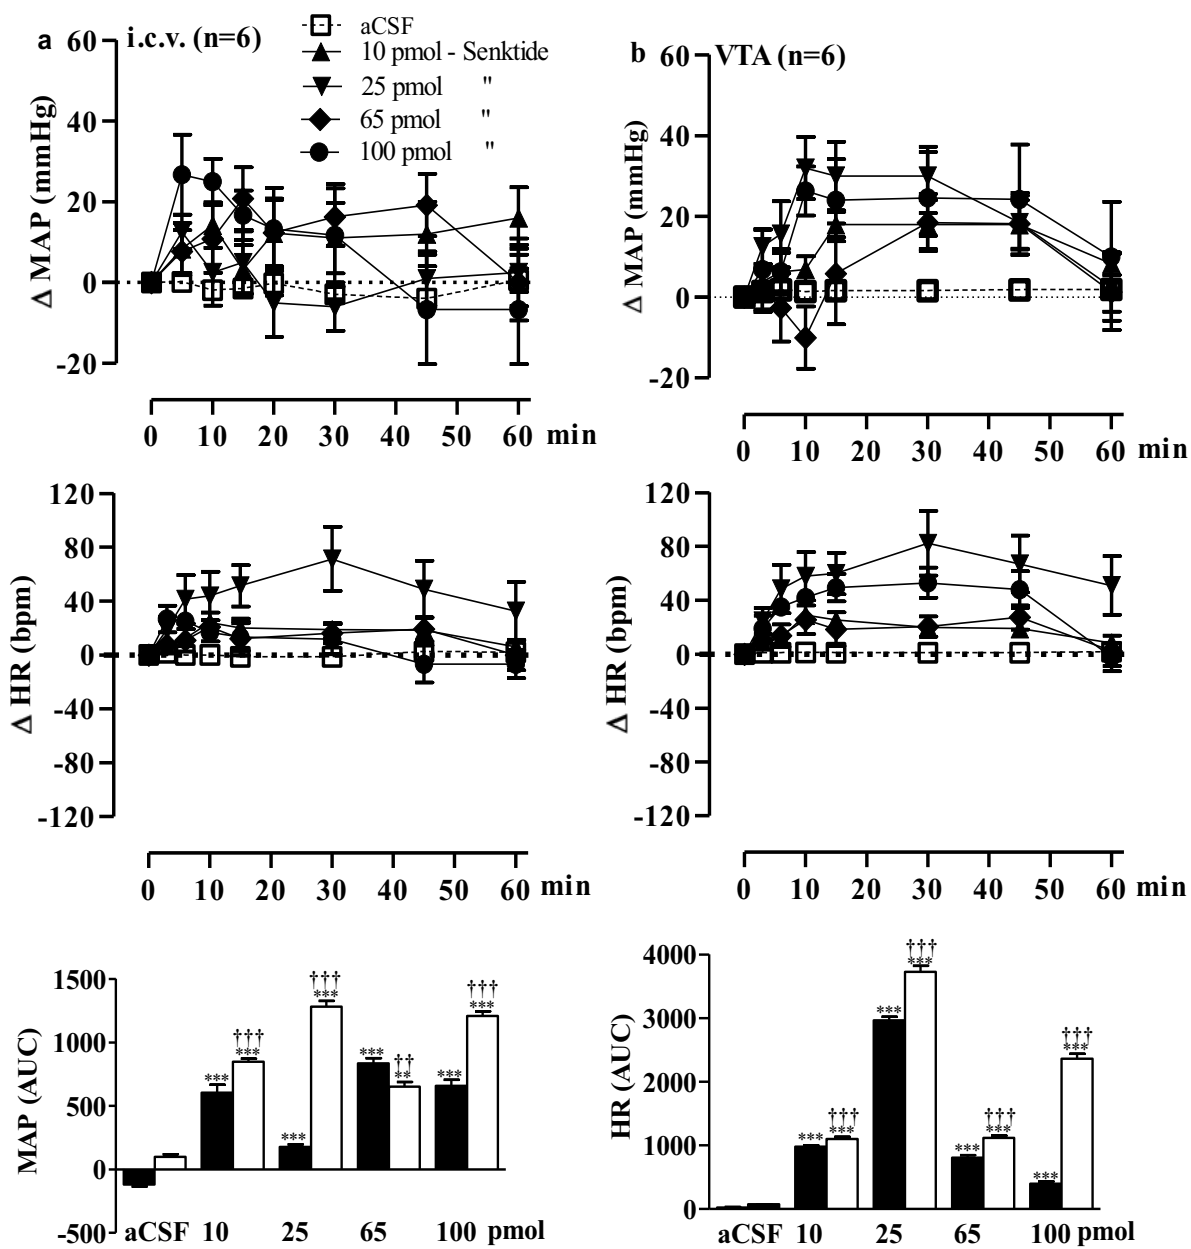 a
i.c.v. (n=6)
aCSF
10 pmol - Senktide
25 pmol "
65 pmol "
100 pmol "
60
40
20
0
-20
Δ MAP (mmHg)
0 10 20 30 40 50 60 min
b
VTA (n=6)
60
40
20
0
-20
Δ MAP (mmHg)
0 10 20 30 40 50 60 min
120
80
40
0
-40
-80
-120
Δ HR (bpm)
0 10 20 30 40 50 60 min
120
80
40
0
-40
-80
-120
Δ HR (bpm)
0 10 20 30 40 50 60 min
1500
1000
500
0
-500
MAP (AUC)
***
†††
***
***
†††
***
***
††
**
***
†††
***
aCSF 10 25 65 100 pmol
4000
3000
2000
1000
0
HR (AUC)
***
†††
***
***
†††
***
***
†††
***
***
†††
***
aCSF 10 25 65 100 pmol